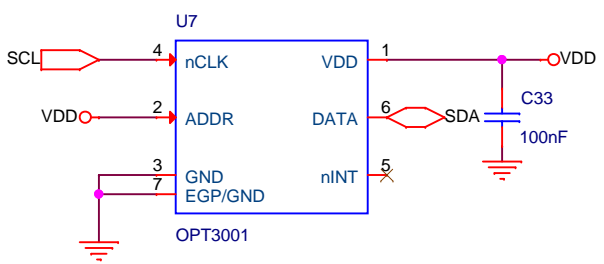 U7
SCL
4
nCLK
VDD
1
VDD
VDD
2
ADDR
DATA
6
SDA
C33
100nF
3
GND
nINT
5
7
EGP/GND
OPT3001